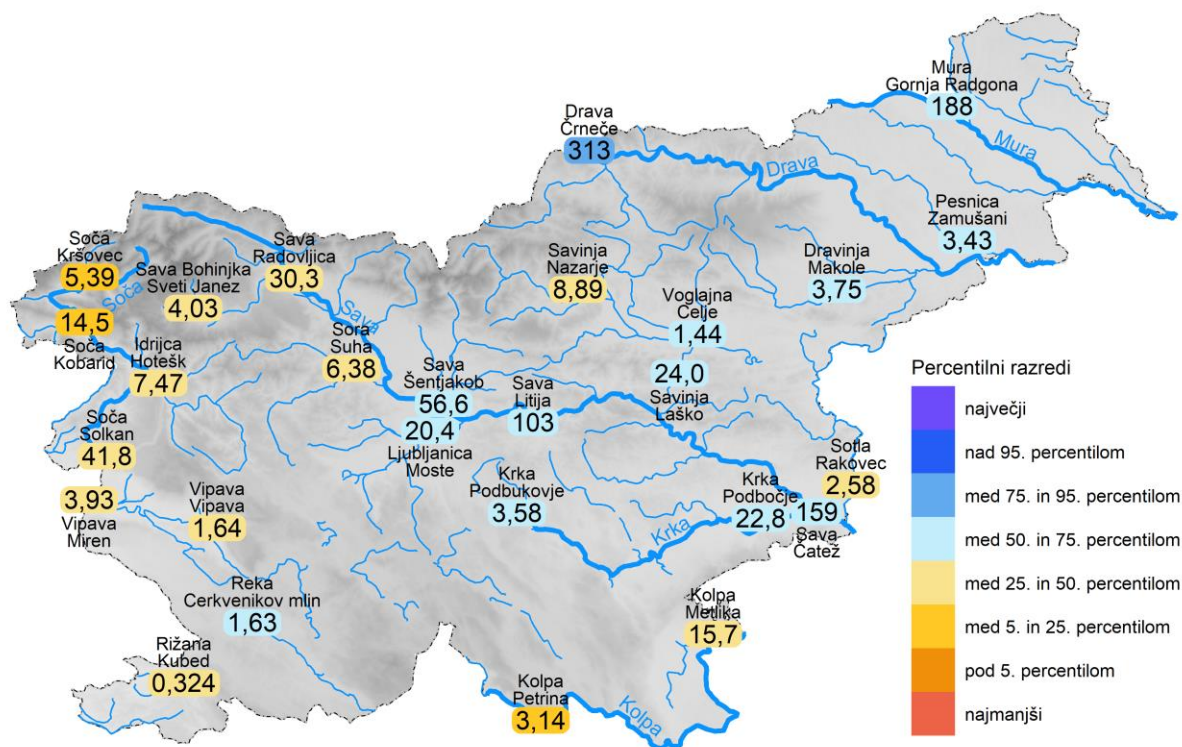 Mura
Gornja Radgona
188
Drava
Črneče
313
Mura
Drava
Pesnica
Zamušani
3,43
Soča
Kršovec
5,39
Sava Bohinjka
Sveti Janez
4,03
Sava
Radovljica
30,3
Savinja
Nazarje
8,89
Dravinja
Makole
3,75
Soča
14,5
Soča
Kobarid
Idrijca
Hotešk
7,47
Sava
Sora
Suha
6,38
Voglajna
Celje
1,44
Sava
Šentjakob
56,6
Sava
Litija
103
24,0
Savinja
Laško
20,4
Ljubljanica
Moste
Soča
Solkan
41,8
3,93
Vipava
Miren
Vipava
Vipava
1,64
Krka
Podbukovje
3,58
Krka
Krka
Podbočje
22,8
159
Sava
Čatež
Sotla
Rakovec
2,58
Reka
Cerkvenikov mlin
1,63
Rižana
Kubed
0,324
Kolpa
Petrina
3,14
Kolpa
Kolpa
Metlika
15,7
Percentilni razredi
največji
nad 95. percentilom
med 75. in 95. percentilom
med 50. in 75. percentilom
med 25. in 50. percentilom
med 5. in 25. percentilom
pod 5. percentilom
najmanjši